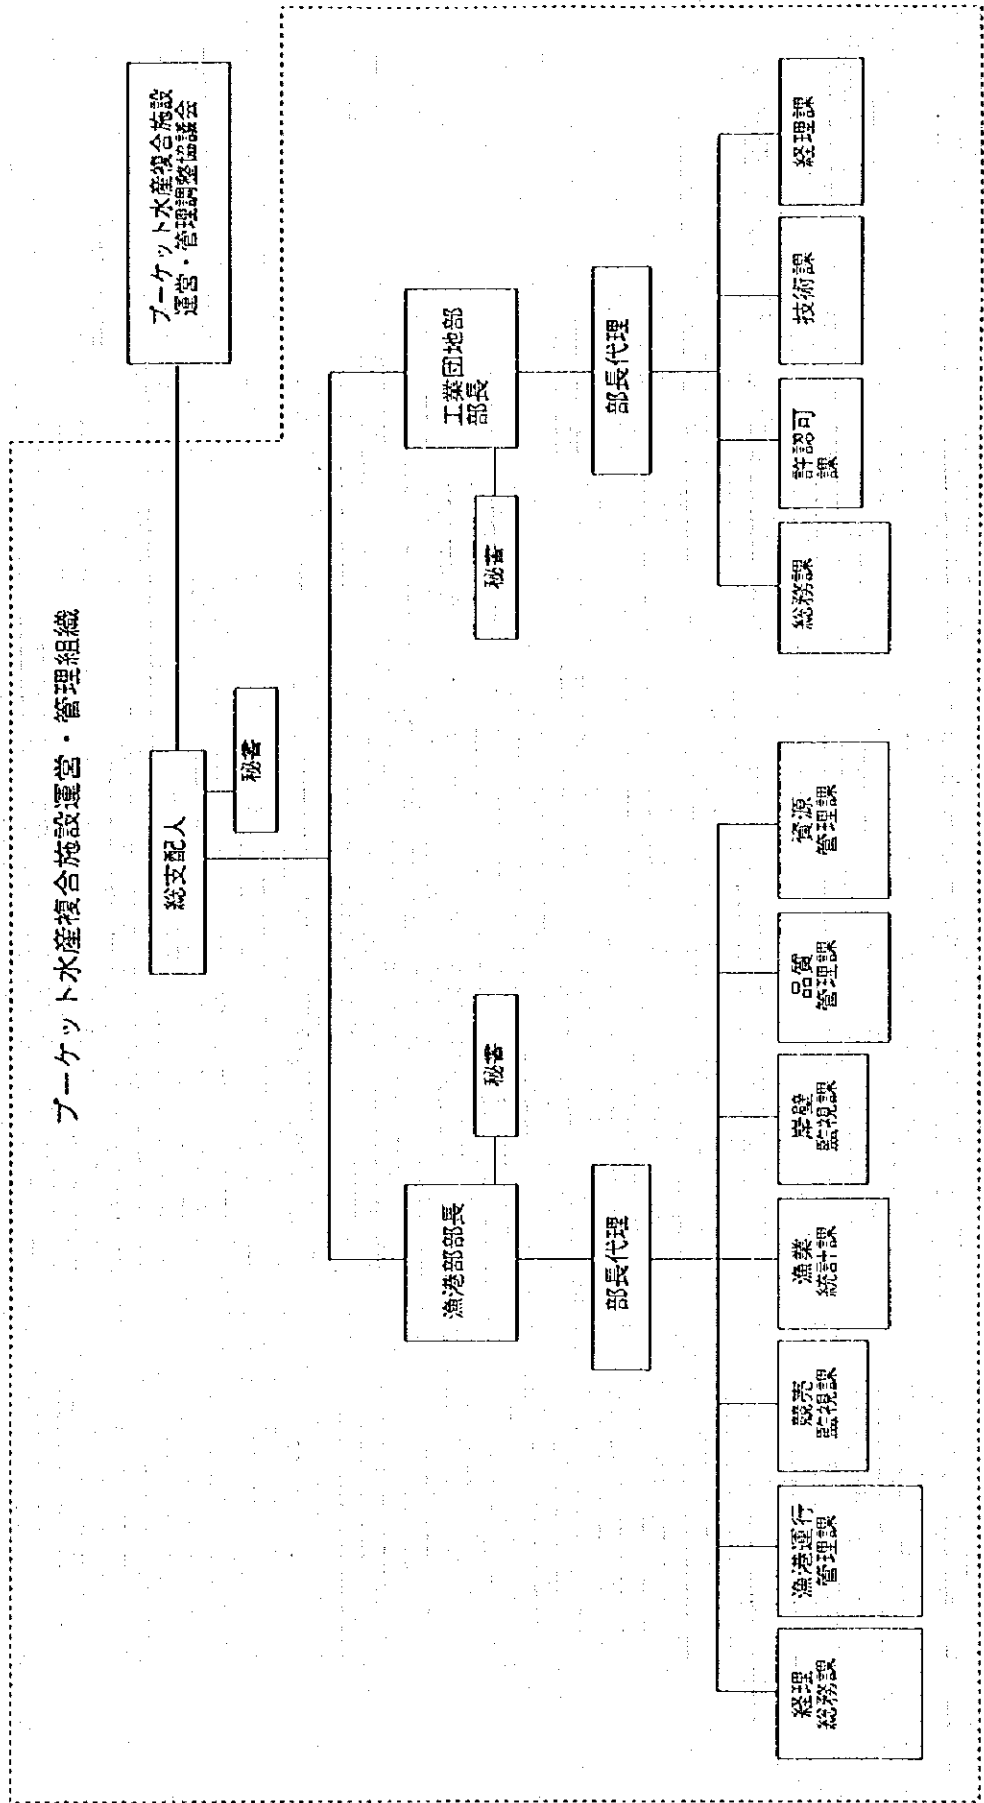 プーケット水産複合施設運営・管理組織
プーケット水産複合施設
運営・管理調整協議会
総支配人
秘書
漁港部部長
秘書
工業団地部
部長
秘書
部長代理
部長代理
経理
総務課
漁港運行
管理課
競売
監視課
漁業
統計課
岸壁
監視課
品質
管理課
資源
管理課
総務課
許認可
課
技術課
経理課